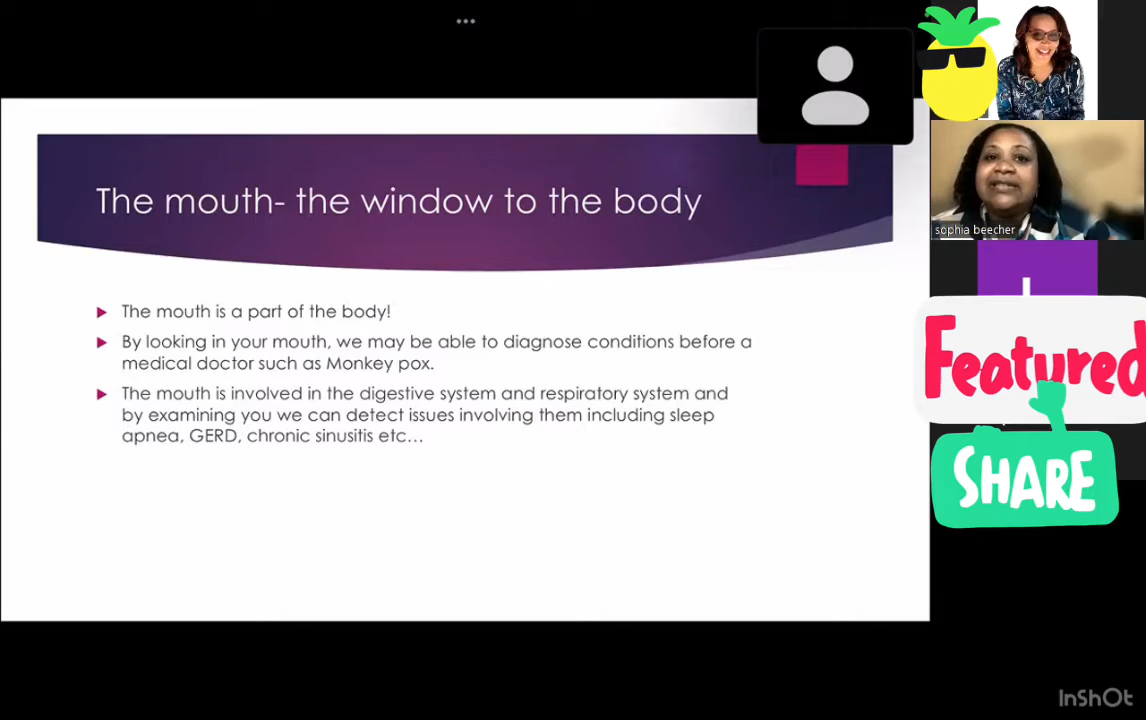 The mouth- the window to the body
The mouth is a part of the body!
By looking in your mouth, we may be able to diagnose conditions before a
medical doctor such as Monkey pox.
The mouth is involved in the digestive system and respiratory system and
by examining you we can detect issues involving them including sleep
apnea, GERD, chronic sinusitis etc...
sophia beecher
Featured
SHARE
InShOt